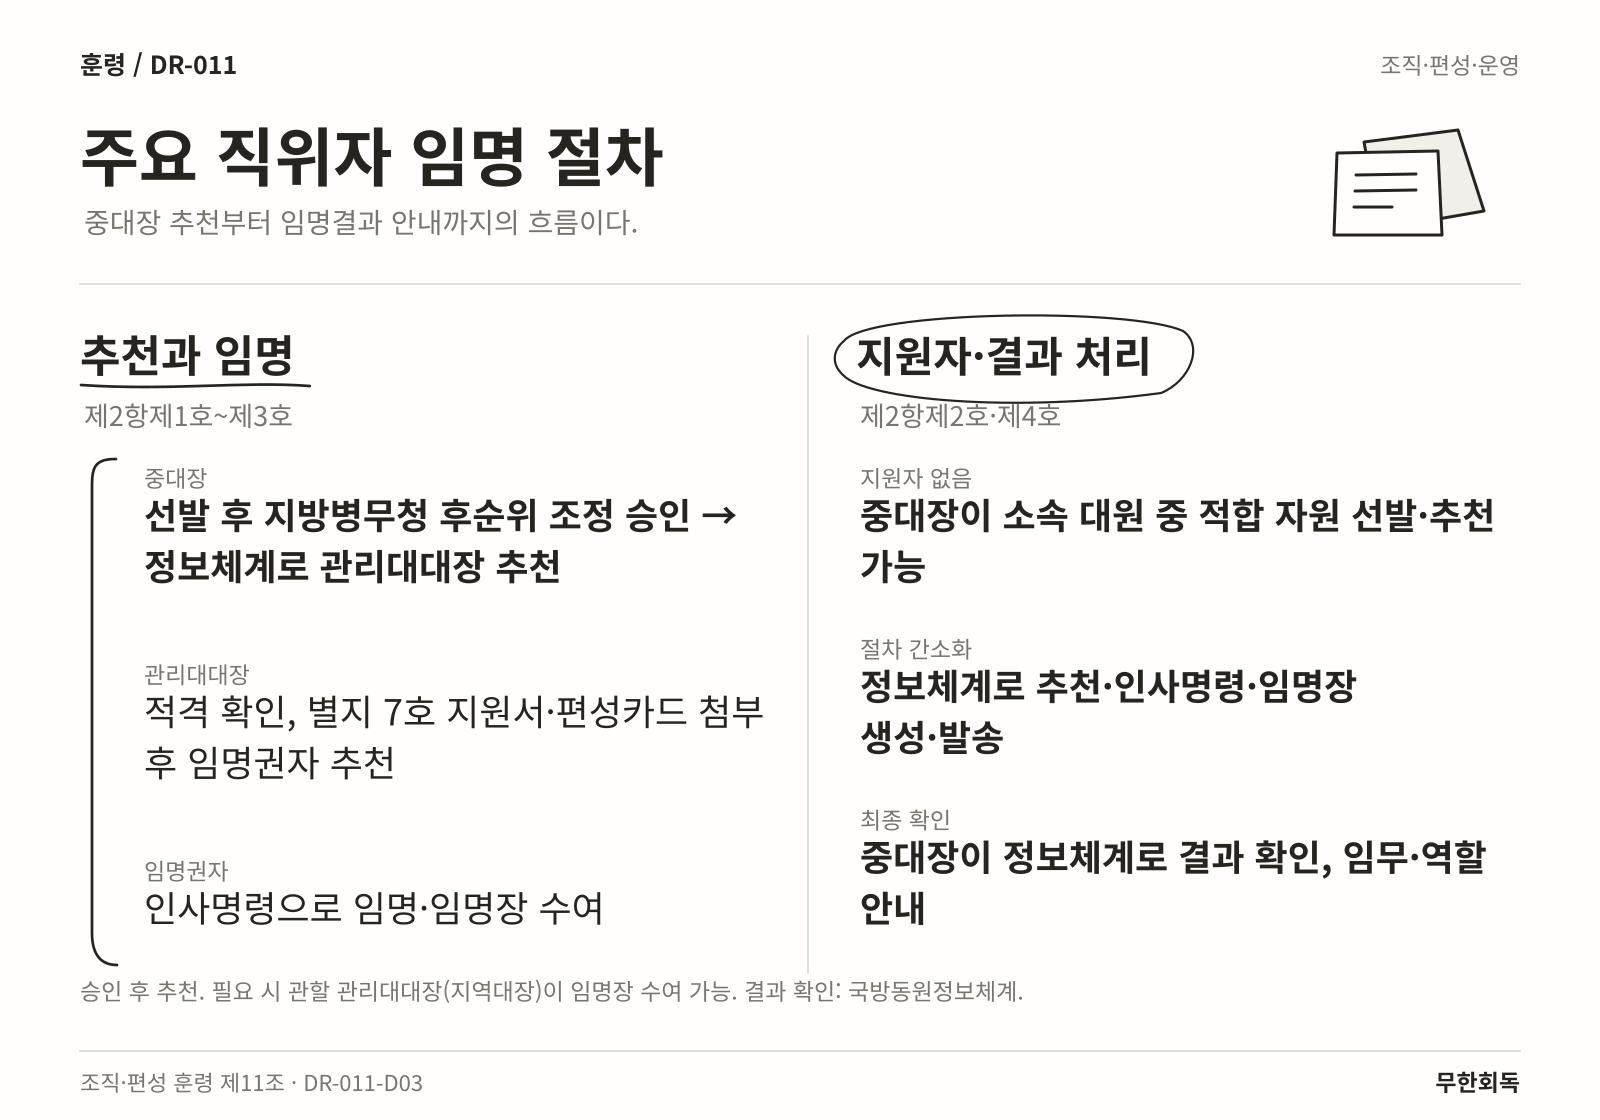 훈령 / DR-011
조직·편성·운영
주요 직위자 임명 절차
중대장 추천부터 임명결과 안내까지의 흐름이다.
추천과 임명
제2항제1호~제3호
중대장
선발 후 지방병무청 후순위 조정 승인 →
정보체계로 관리대대장 추천
관리대대장
적격 확인, 별지 7호 지원서·편성카드 첨부
후 임명권자 추천
임명권자
인사명령으로 임명·임명장 수여
지원자·결과 처리
제2항제2호·제4호
지원자 없음
중대장이 소속 대원 중 적합 자원 선발·추천
가능
절차 간소화
정보체계로 추천·인사명령·임명장
생성·발송
최종 확인
중대장이 정보체계로 결과 확인, 임무·역할
안내
승인 후 추천. 필요 시 관할 관리대대장(지역대장)이 임명장 수여 가능. 결과 확인: 국방동원정보체계.
조직·편성 훈령 제11조 · DR-011-D03
무한회독